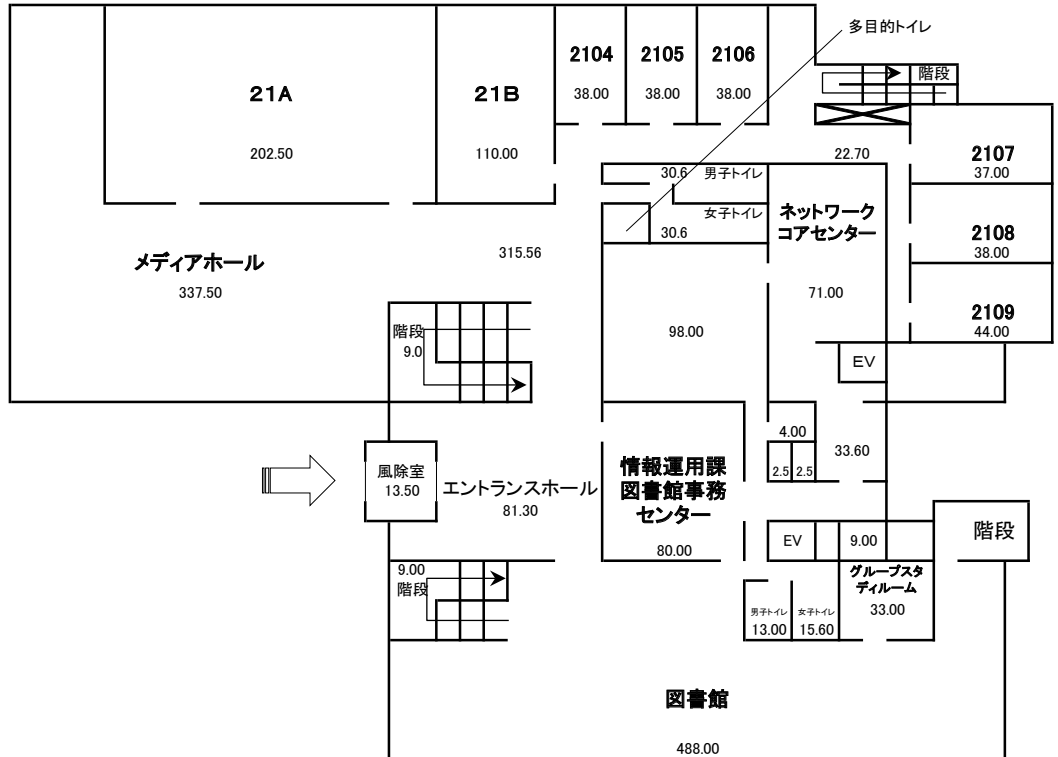 多目的トイレ
2104
2105
2106
階段
21A
21B
38.00
38.00
38.00
202.50
110.00
22.70
2107
37.00
30.6
男子トイレ
女子トイレ
30.6
ネットワーク
コアセンター
2108
38.00
メディアホール
337.50
315.56
71.00
2109
44.00
階段
9.0
98.00
EV
4.00
33.60
2.5
2.5
風除室
13.50
エントランスホール
81.30
情報運用課
図書館事務
センター
80.00
EV
9.00
階段
9.00
階段
グループスタ
ディルーム
33.00
男子トイレ
13.00
女子トイレ
15.60
図書館
488.00